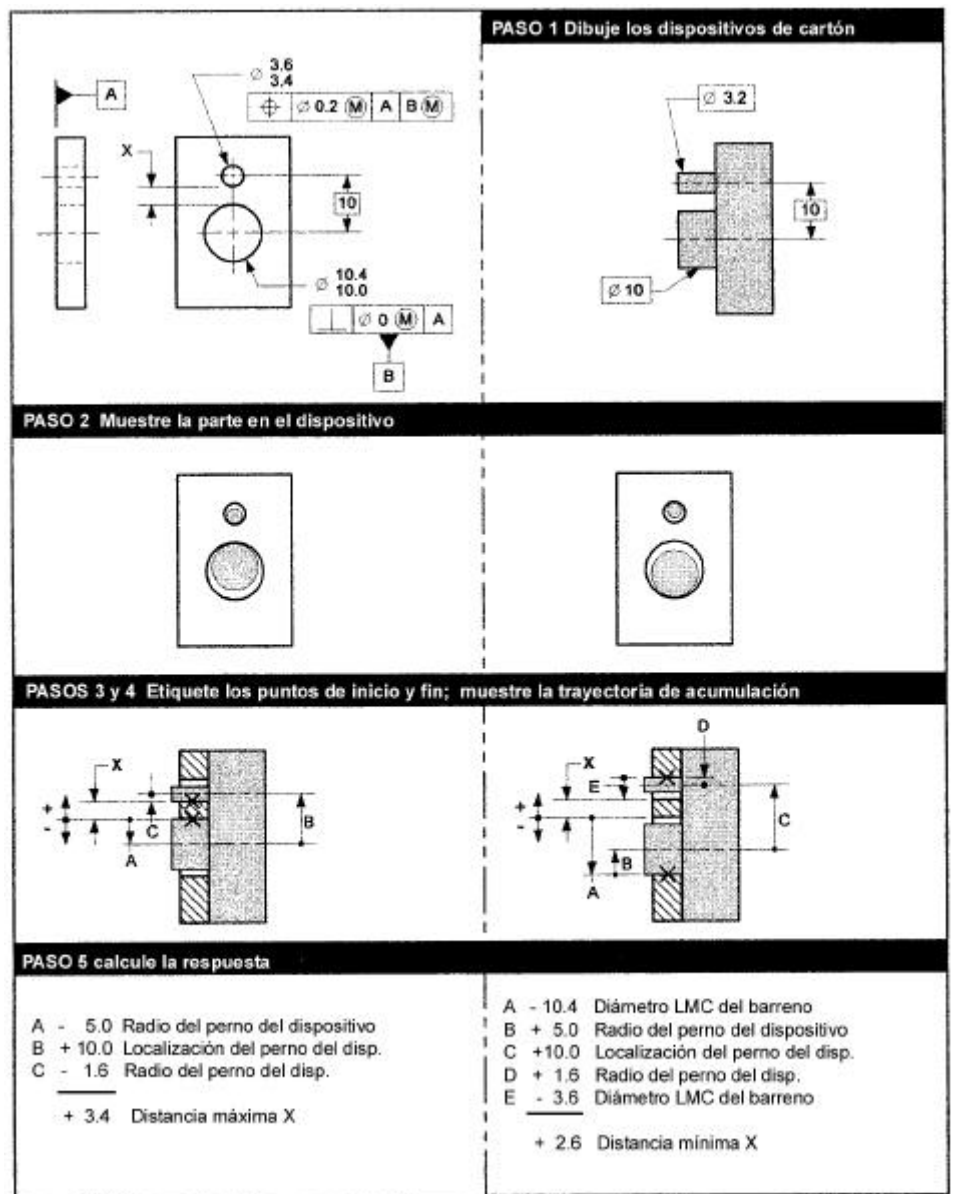 PASO 1 Dibuje los dispositivos de cartón
A
3,6
∅ 3,4
⌖ ∅ 0.2 Ⓜ A B Ⓜ
X
10
∅ 10.4
10.0
⊥ ∅ 0 Ⓜ A
B
∅ 3.2
10
∅ 10
PASO 2 Muestre la parte en el dispositivo
PASOS 3 y 4 Etiquete los puntos de inicio y fin; muestre la trayectoria de acumulación
X
+
-
C
A
B
D
X
E
+
-
C
B
A
PASO 5 calcule la respuesta
A - 5.0 Radio del perno del dispositivo
B + 10.0 Localización del perno del disp.
C - 1.6 Radio del perno del disp.
+ 3.4 Distancia máxima X
A - 10.4 Diámetro LMC del barreno
B + 5.0 Radio del perno del dispositivo
C +10.0 Localización del perno del disp.
D + 1.6 Radio del perno del disp.
E - 3.6 Diámetro LMC del barreno
+ 2.6 Distancia mínima X